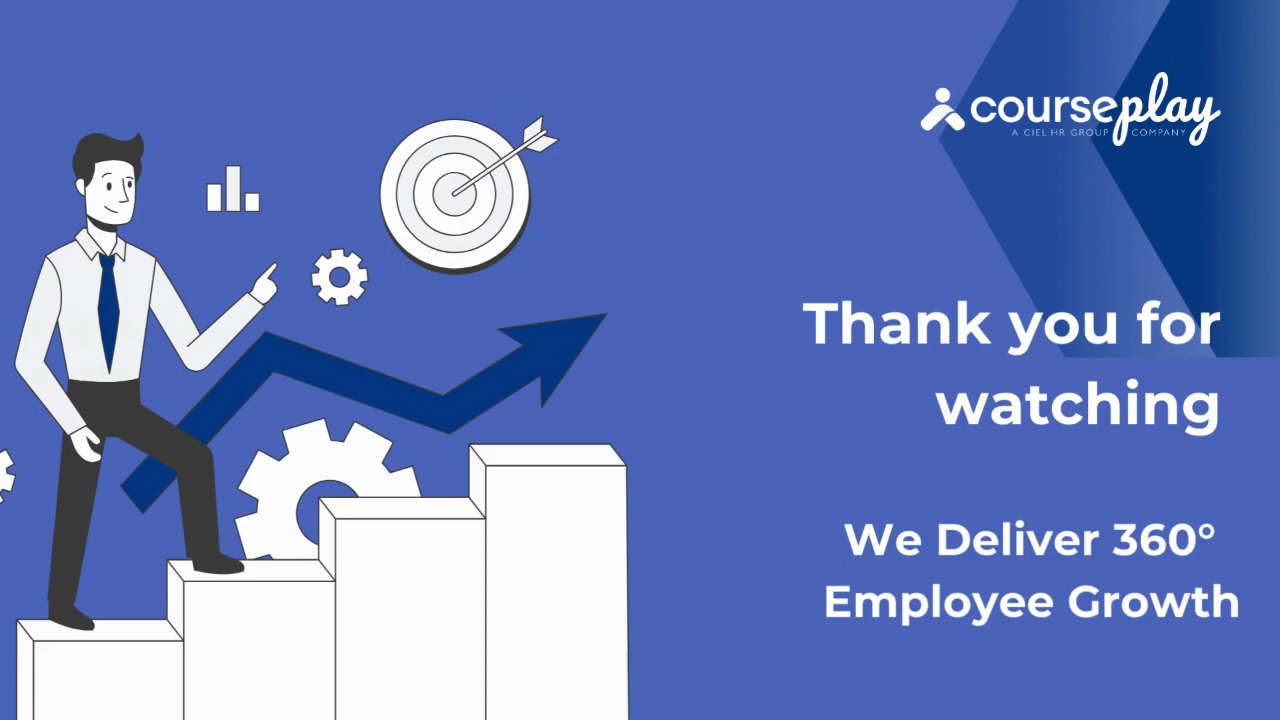 courseplay
A CIEL HR GROUP COMPANY
Thank you for
watching
We Deliver 360°
Employee Growth